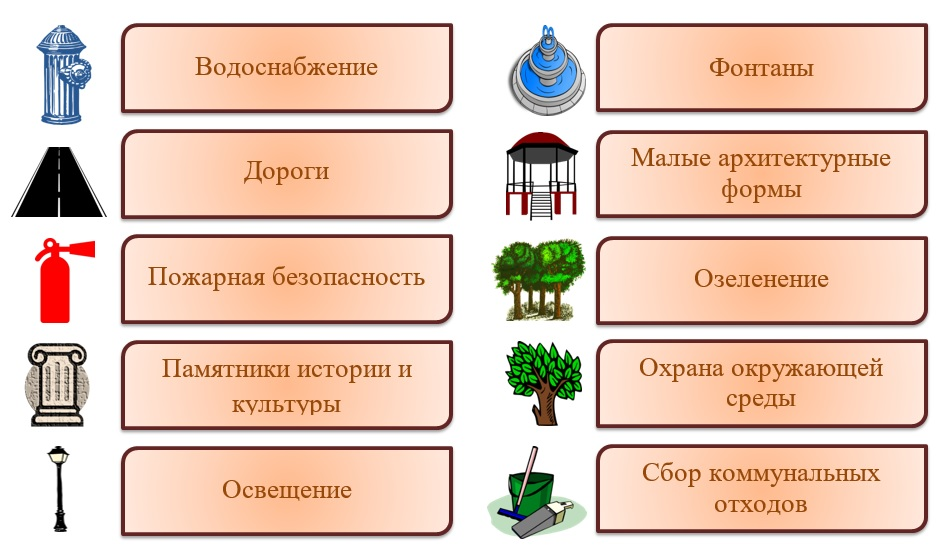 Водоснабжение
Дороги
Пожарная безопасность
Памятники истории и
культуры
Освещение
Фонтаны
Малые архитектурные
формы
Озеленение
Охрана окружающей
среды
Сбор коммунальных
отходов